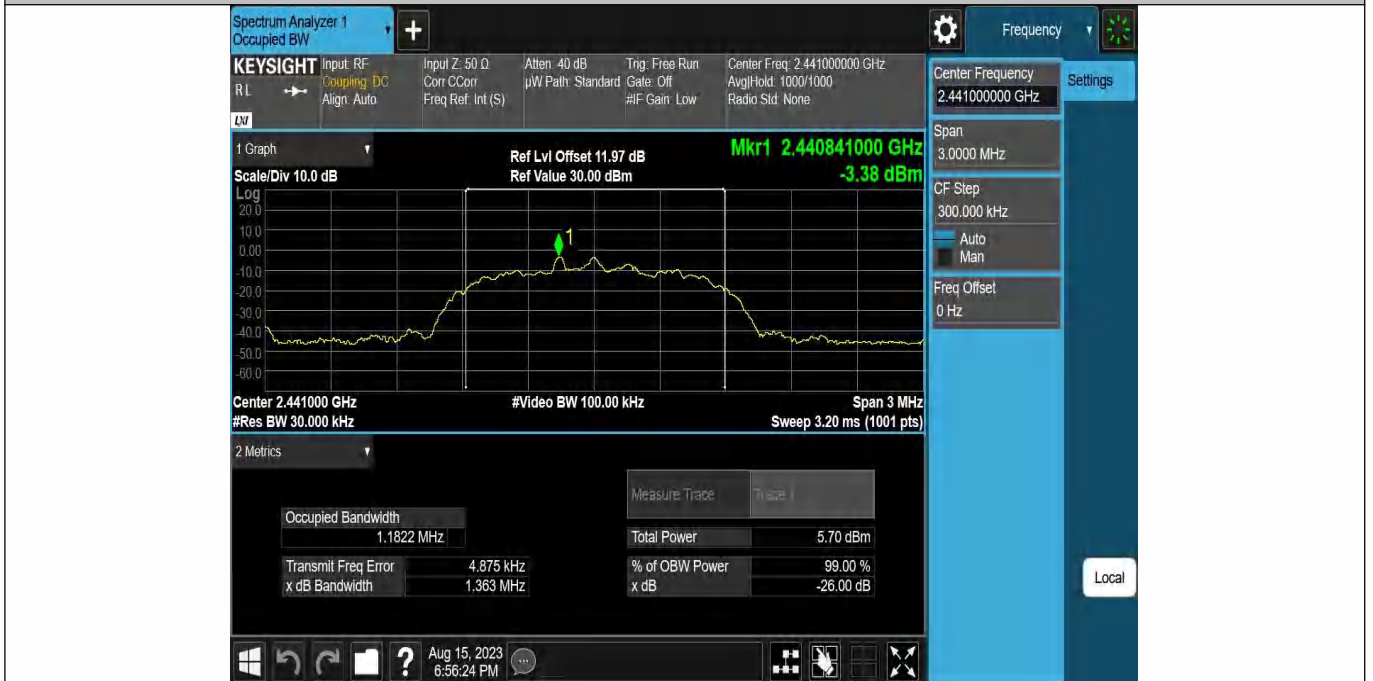 Spectrum Analyzer 1
Occupied BW
+
Frequency
KEYSIGHT
RL
LXI
Input: RF
Coupling: DC
Align: Auto
Input Z: 50 Ω
Corr CCorr
Freq Ref: Int (S)
Atten: 40 dB
µW Path: Standard
Trig: Free Run
Gate: Off
#IF Gain: Low
Center Freq: 2.441000000 GHz
Avg|Hold: 1000/1000
Radio Std: None
Center Frequency
2.441000000 GHz
Settings
Span
3.0000 MHz
CF Step
300.000 kHz
Auto
Man
Freq Offset
0 Hz
Local
1 Graph
Scale/Div 10.0 dB
Ref Lvl Offset 11.97 dB
Ref Value 30.00 dBm
Mkr1 2.440841000 GHz
-3.38 dBm
Log
20.0
10.0
0.00
-10.0
-20.0
-30.0
-40.0
-50.0
-60.0
1
Center 2.441000 GHz
#Res BW 30.000 kHz
#Video BW 100.00 kHz
Span 3 MHz
Sweep 3.20 ms (1001 pts)
2 Metrics
Measure Trace Trace 1
Occupied Bandwidth
1.1822 MHz
Total Power 5.70 dBm
Transmit Freq Error 4.875 kHz
% of OBW Power 99.00 %
x dB Bandwidth 1.363 MHz
x dB -26.00 dB
?
Aug 15, 2023
6:56:24 PM